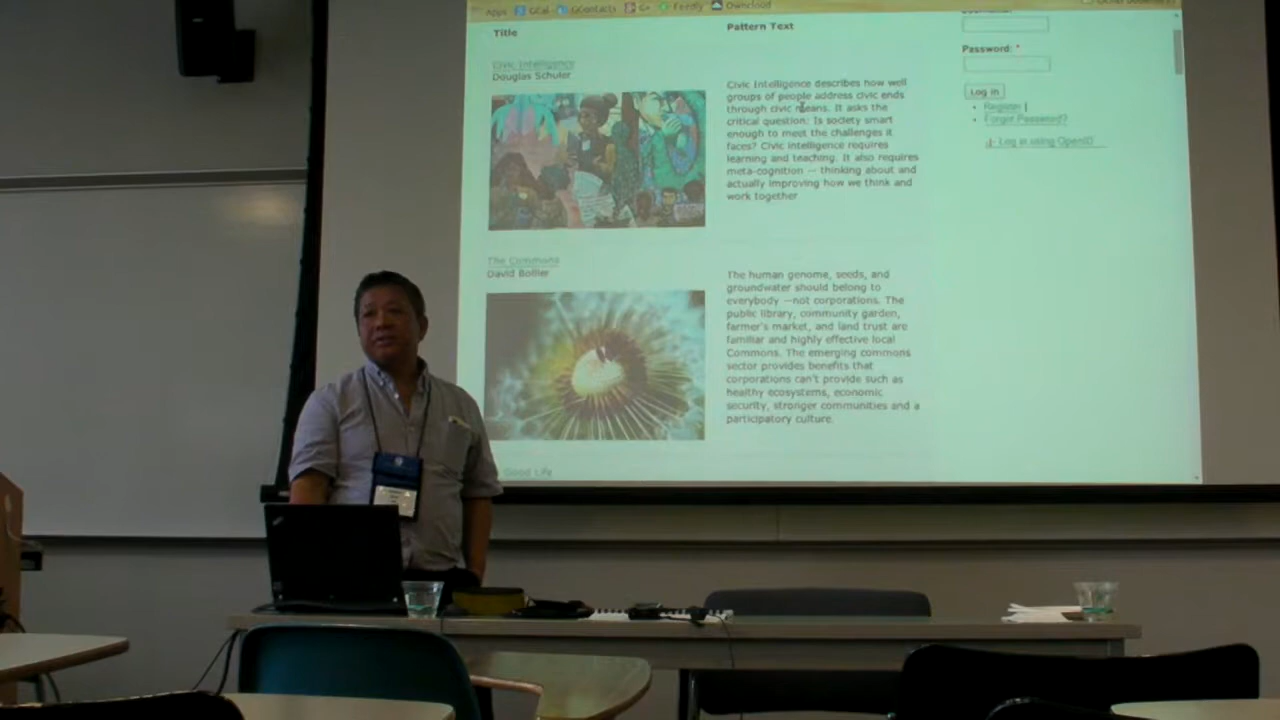 Apps GCal GContacts G+ Feedly Owncloud
Title
Pattern Text
Civic Intelligence
Douglas Schuler
Civic Intelligence describes how well
groups of people address civic ends
through civic means. It asks the
critical question: Is society smart
enough to meet the challenges it
faces? Civic intelligence requires
learning and teaching. It also requires
meta-cognition — thinking about and
actually improving how we think and
work together
The Commons
David Bollier
The human genome, seeds, and
groundwater should belong to
everybody —not corporations. The
public library, community garden,
farmer's market, and land trust are
familiar and highly effective local
Commons. The emerging commons
sector provides benefits that
corporations can't provide such as
healthy ecosystems, economic
security, stronger communities and a
participatory culture.
Good Life
Password: *
Log in
Register
Forgot Password?
Log in using OpenID